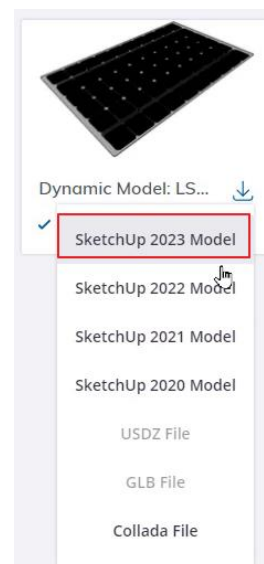 Dynamic Model: LS...
SketchUp 2023 Model
SketchUp 2022 Model
SketchUp 2021 Model
SketchUp 2020 Model
USDZ File
GLB File
Collada File